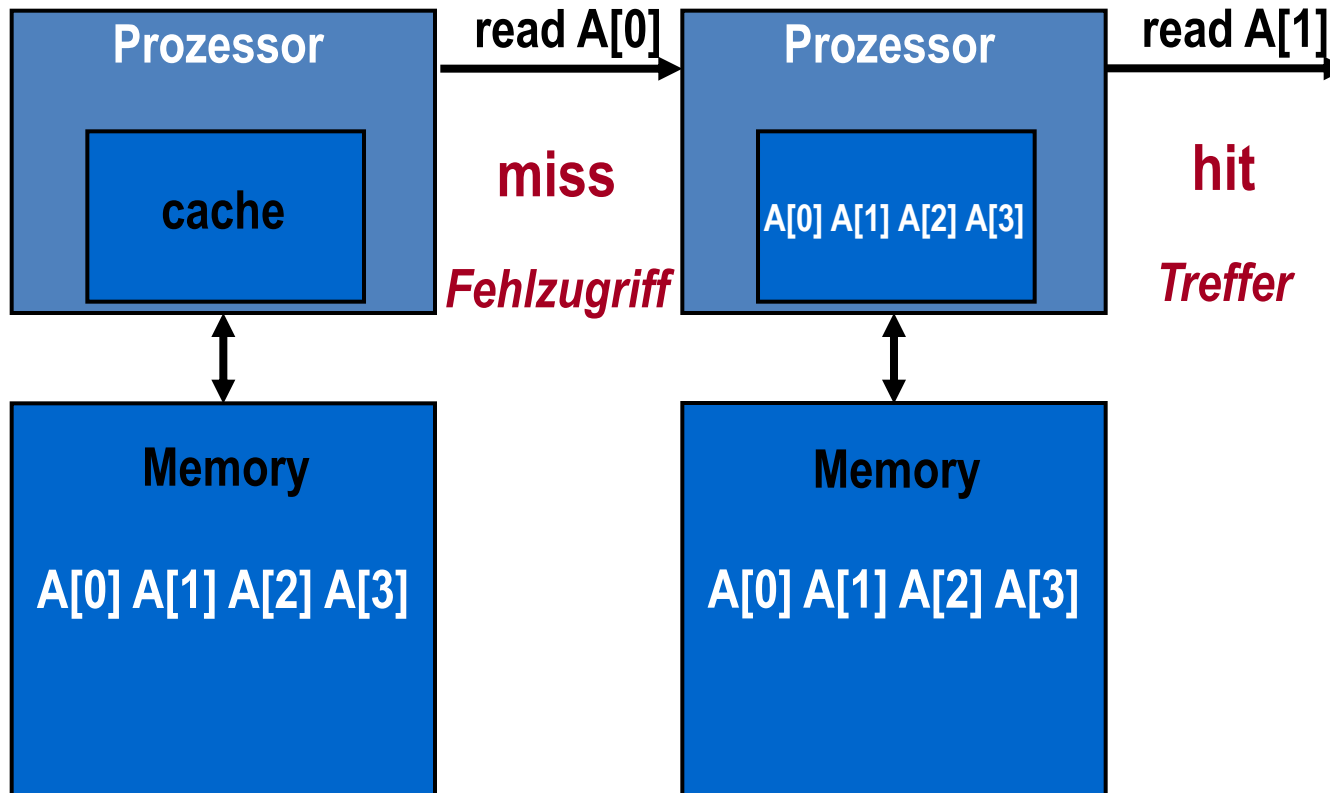 Prozessor
cache
Memory
A[0] A[1] A[2] A[3]
read A[0]
miss
Fehlzugriff
Prozessor
A[0] A[1] A[2] A[3]
Memory
A[0] A[1] A[2] A[3]
read A[1]
hit
Treffer